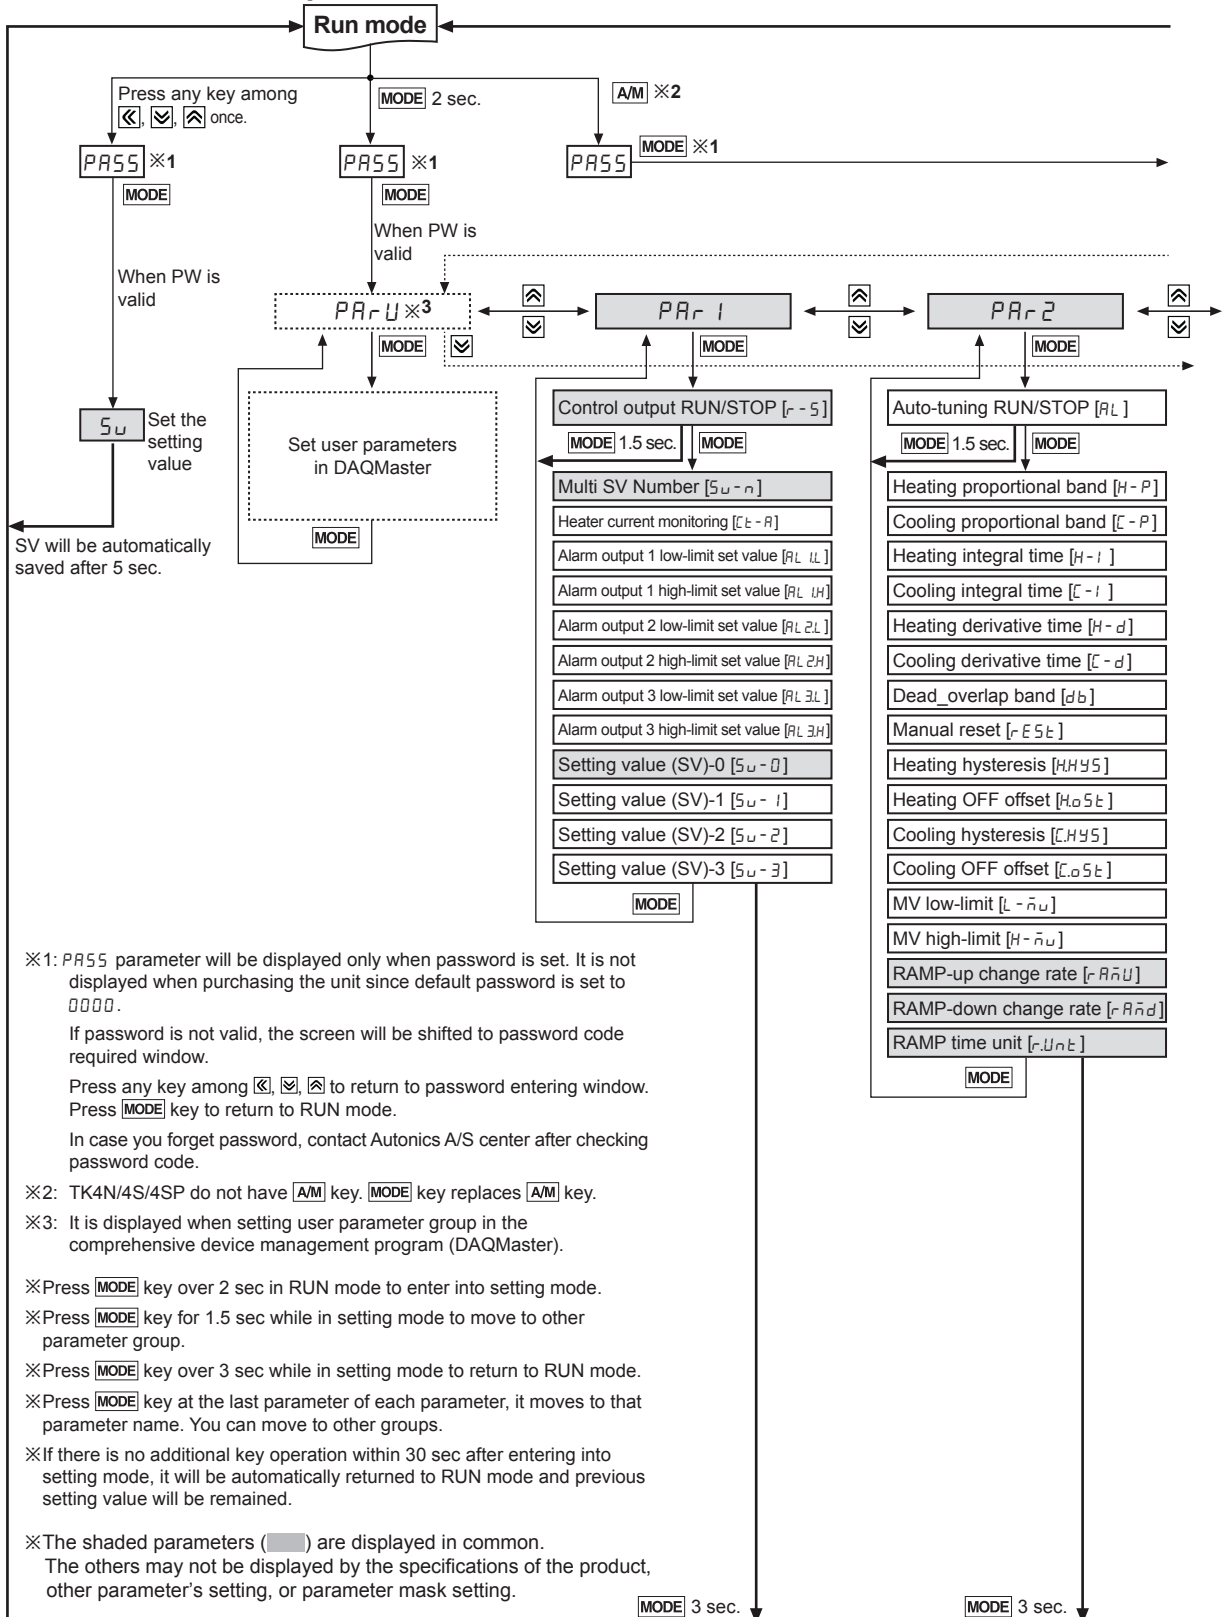 Run mode
Press any key among
≪, ≫, ≪ once.
MODE 2 sec.
A/M ※2
PASS ※1
MODE
When PW is
valid
Su
Set the
setting
value
SV will be automatically
saved after 5 sec.
PASS ※1
MODE
When PW is
valid
PArU※3
MODE
Set user parameters
in DAQMaster
MODE
PASS
MODE ※1
PAr1
MODE
Control output RUN/STOP [r-S]
MODE 1.5 sec.
MODE
Multi SV Number [Su-n]
Heater current monitoring [Ct-A]
Alarm output 1 low-limit set value [AL1.L]
Alarm output 1 high-limit set value [AL1.H]
Alarm output 2 low-limit set value [AL2.L]
Alarm output 2 high-limit set value [AL2.H]
Alarm output 3 low-limit set value [AL3.L]
Alarm output 3 high-limit set value [AL3.H]
Setting value (SV)-0 [Su-0]
Setting value (SV)-1 [Su-1]
Setting value (SV)-2 [Su-2]
Setting value (SV)-3 [Su-3]
MODE
PAr2
MODE
Auto-tuning RUN/STOP [At]
MODE 1.5 sec.
MODE
Heating proportional band [H-P]
Cooling proportional band [C-P]
Heating integral time [H-I]
Cooling integral time [C-I]
Heating derivative time [H-d]
Cooling derivative time [C-d]
Dead_overlap band [db]
Manual reset [rESt]
Heating hysteresis [H.HYS]
Heating OFF offset [H.oSt]
Cooling hysteresis [C.HYS]
Cooling OFF offset [C.oSt]
MV low-limit [L-mu]
MV high-limit [H-mu]
RAMP-up change rate [rAmU]
RAMP-down change rate [rAmd]
RAMP time unit [r.Unt]
MODE
※1: PASS parameter will be displayed only when password is set. It is not
displayed when purchasing the unit since default password is set to
0000.
If password is not valid, the screen will be shifted to password code
required window.
Press any key among ≪, ≫, ≪ to return to password entering window.
Press MODE key to return to RUN mode.
In case you forget password, contact Autonics A/S center after checking
password code.
※2: TK4N/4S/4SP do not have A/M key. MODE key replaces A/M key.
※3: It is displayed when setting user parameter group in the
comprehensive device management program (DAQMaster).
※Press MODE key over 2 sec in RUN mode to enter into setting mode.
※Press MODE key for 1.5 sec while in setting mode to move to other
parameter group.
※Press MODE key over 3 sec while in setting mode to return to RUN mode.
※Press MODE key at the last parameter of each parameter, it moves to that
parameter name. You can move to other groups.
※If there is no additional key operation within 30 sec after entering into
setting mode, it will be automatically returned to RUN mode and previous
setting value will be remained.
※The shaded parameters ( ) are displayed in common.
The others may not be displayed by the specifications of the product,
other parameter's setting, or parameter mask setting.
MODE 3 sec.
MODE 3 sec.